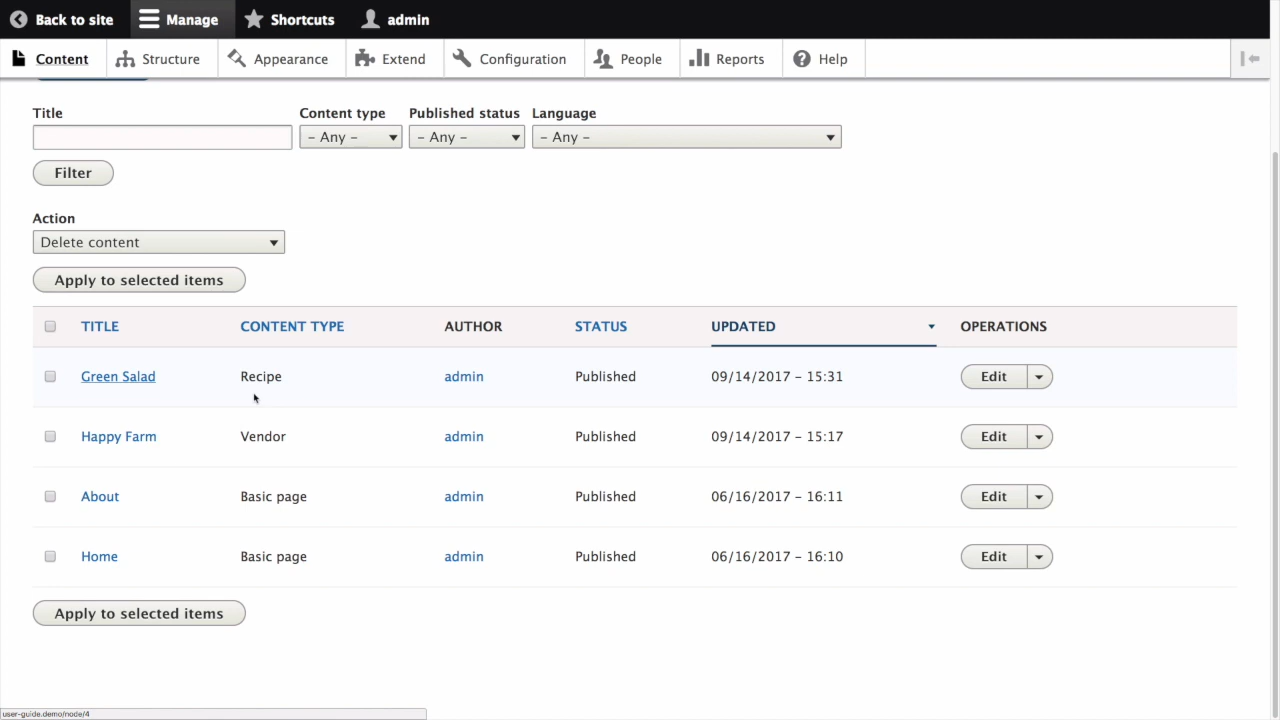 Back to site Manage Shortcuts admin
Content Structure Appearance Extend Configuration People Reports Help
Title Content type Published status Language
– Any – – Any – – Any –
Filter
Action
Delete content
Apply to selected items
TITLE CONTENT TYPE AUTHOR STATUS UPDATED OPERATIONS
Green Salad Recipe admin Published 09/14/2017 – 15:31 Edit
Happy Farm Vendor admin Published 09/14/2017 – 15:17 Edit
About Basic page admin Published 06/16/2017 – 16:11 Edit
Home Basic page admin Published 06/16/2017 – 16:10 Edit
Apply to selected items
user-guide.demo/node/4